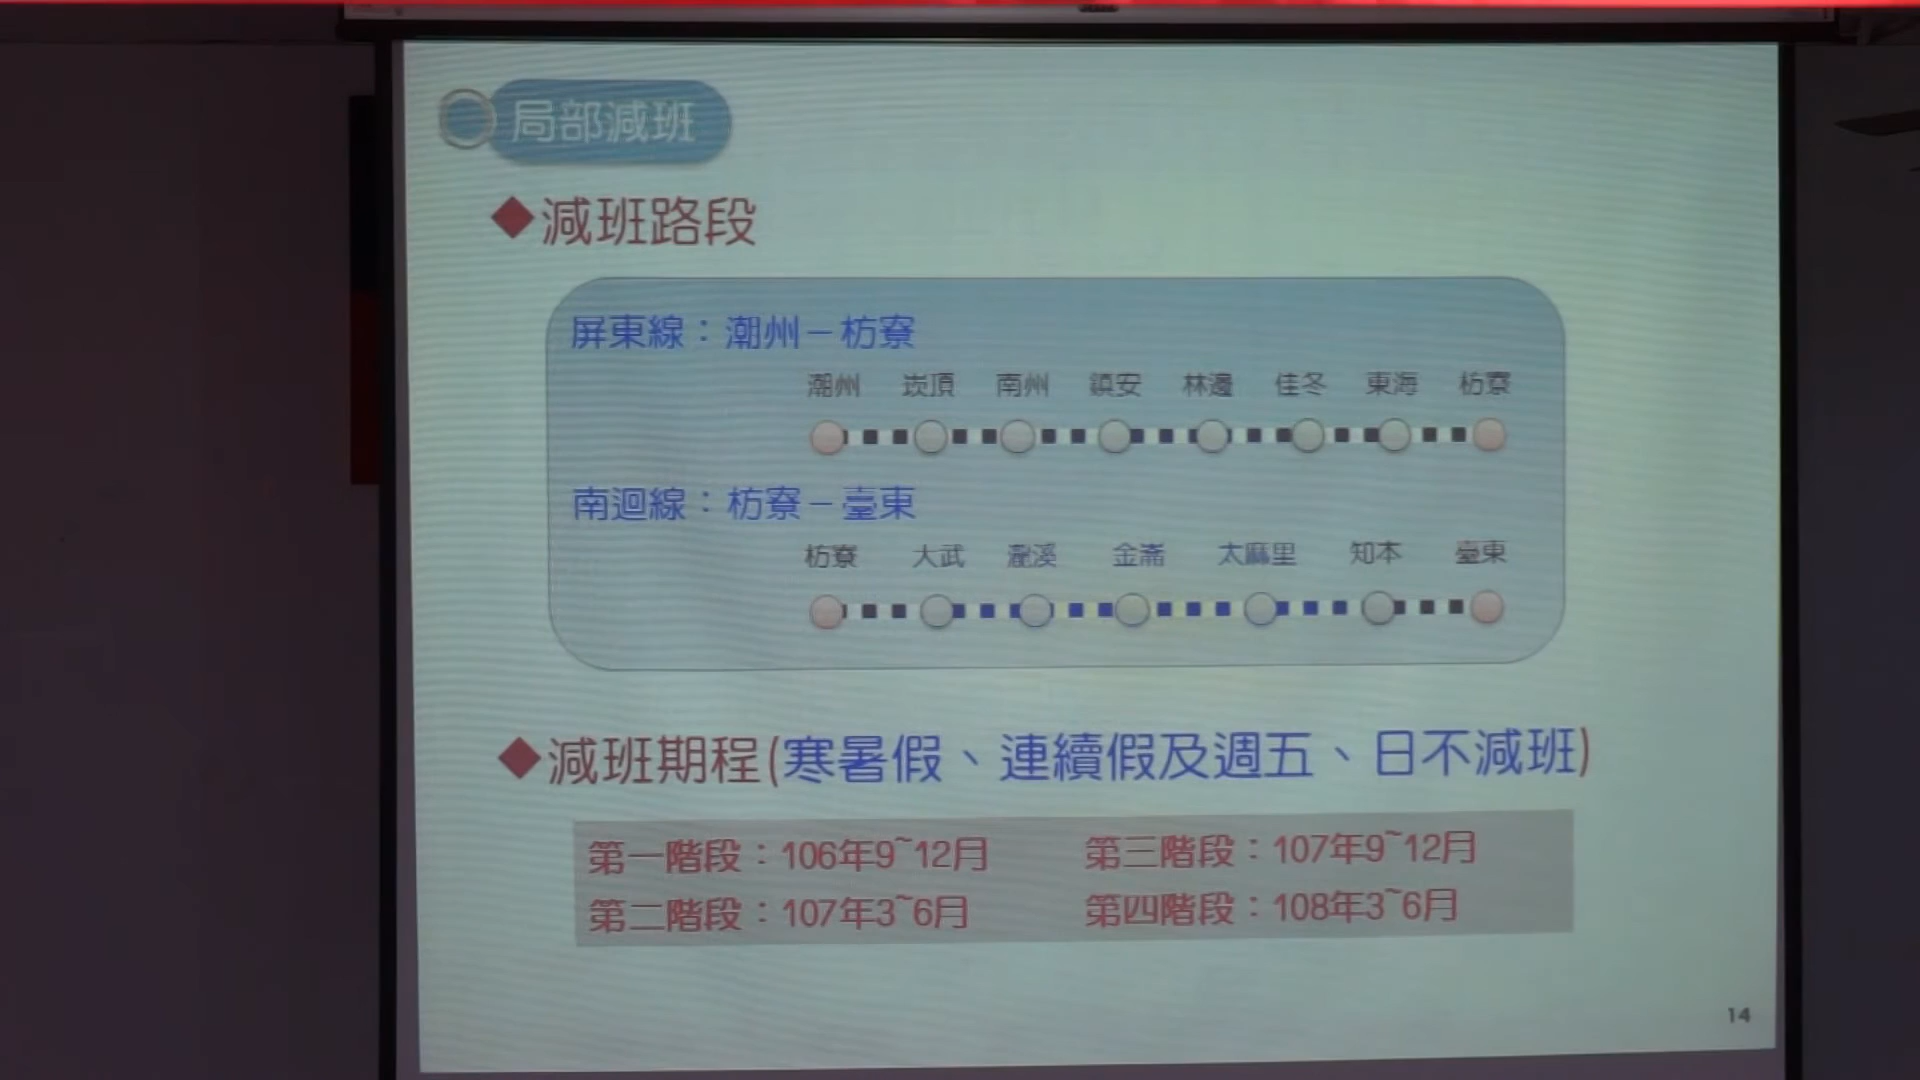 局部減班
◆減班路段
屏東線：潮州－枋寮
潮州 崁頂 南州 鎮安 林邊 佳冬 東海 枋寮
南迴線：枋寮－臺東
枋寮 大武 瀧溪 金崙 太麻里 知本 臺東
◆減班期程(寒暑假、連續假及週五、日不減班)
第一階段：106年9~12月 第三階段：107年9~12月
第二階段：107年3~6月 第四階段：108年3~6月
14